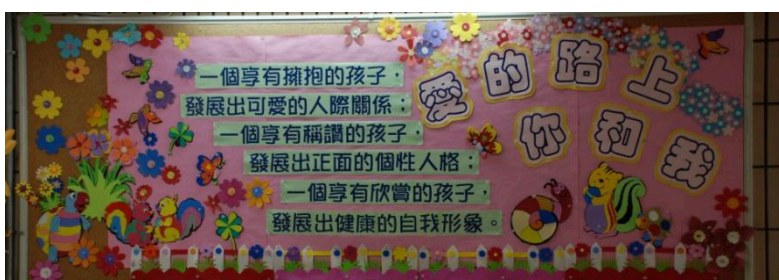 一個享有擁抱的孩子，
發展出可愛的人際關係；
一個享有稱讚的孩子，
發展出正面的個性人格；
一個享有欣賞的孩子，
發展出健康的自我形象。
愛的路上
你和我